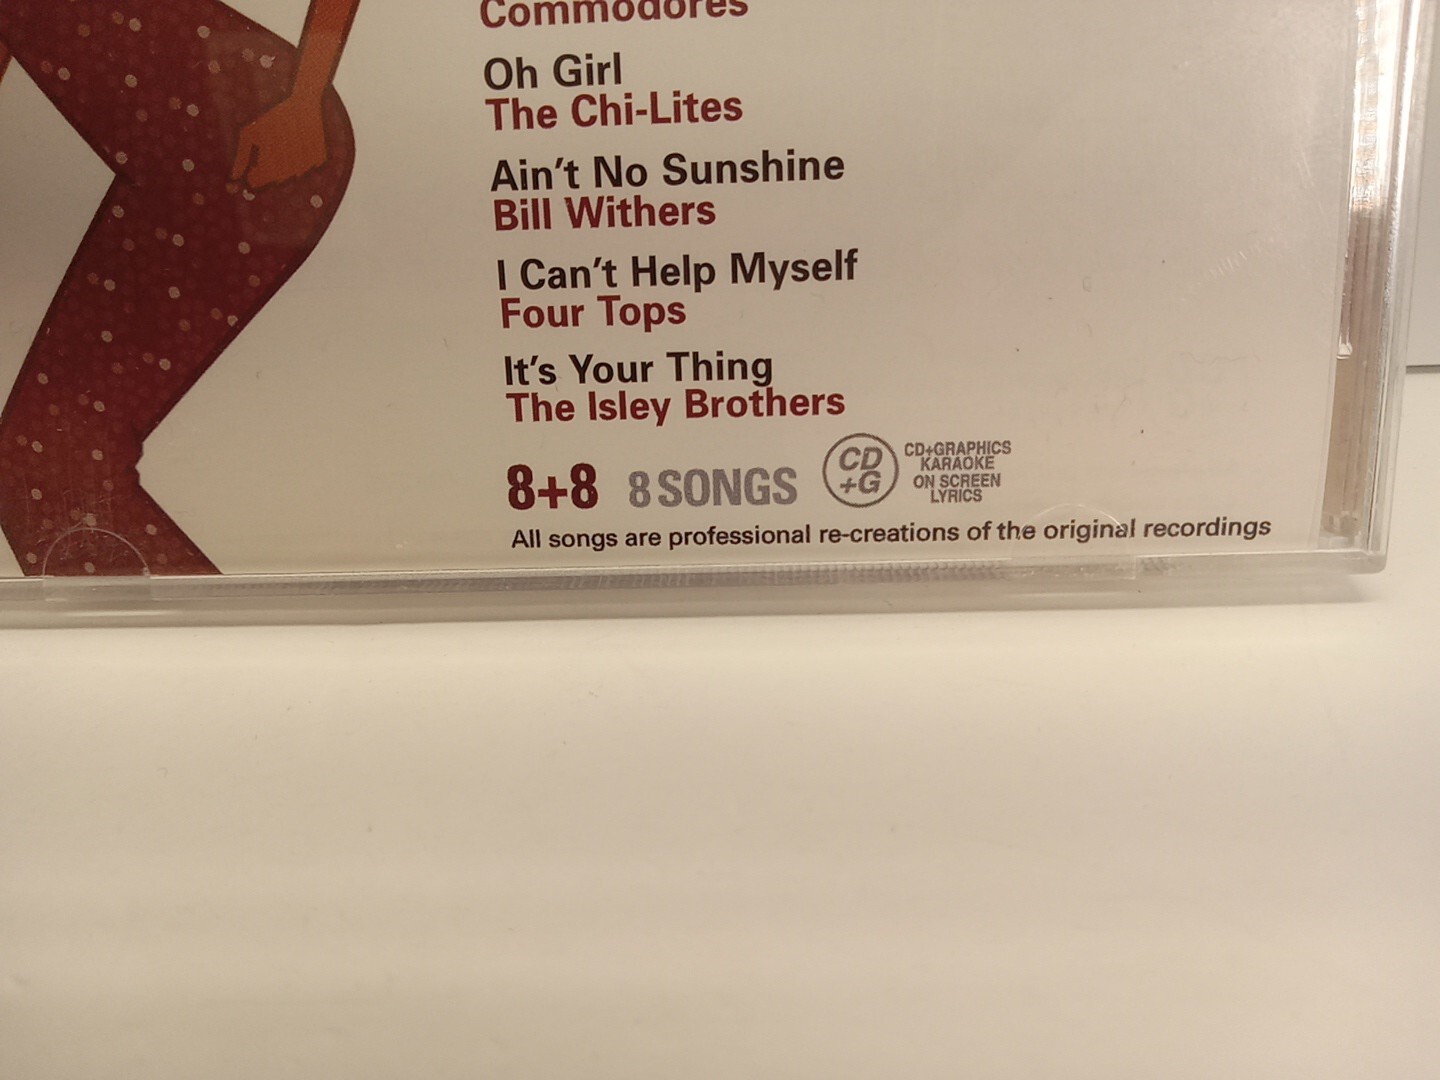 Commodores
Oh Girl
The Chi-Lites
Ain't No Sunshine
Bill Withers
I Can't Help Myself
Four Tops
It's Your Thing
The Isley Brothers
8+8 8 SONGS
CD
+G
CD+GRAPHICS
KARAOKE
ON SCREEN
LYRICS
All songs are professional re-creations of the original recordings